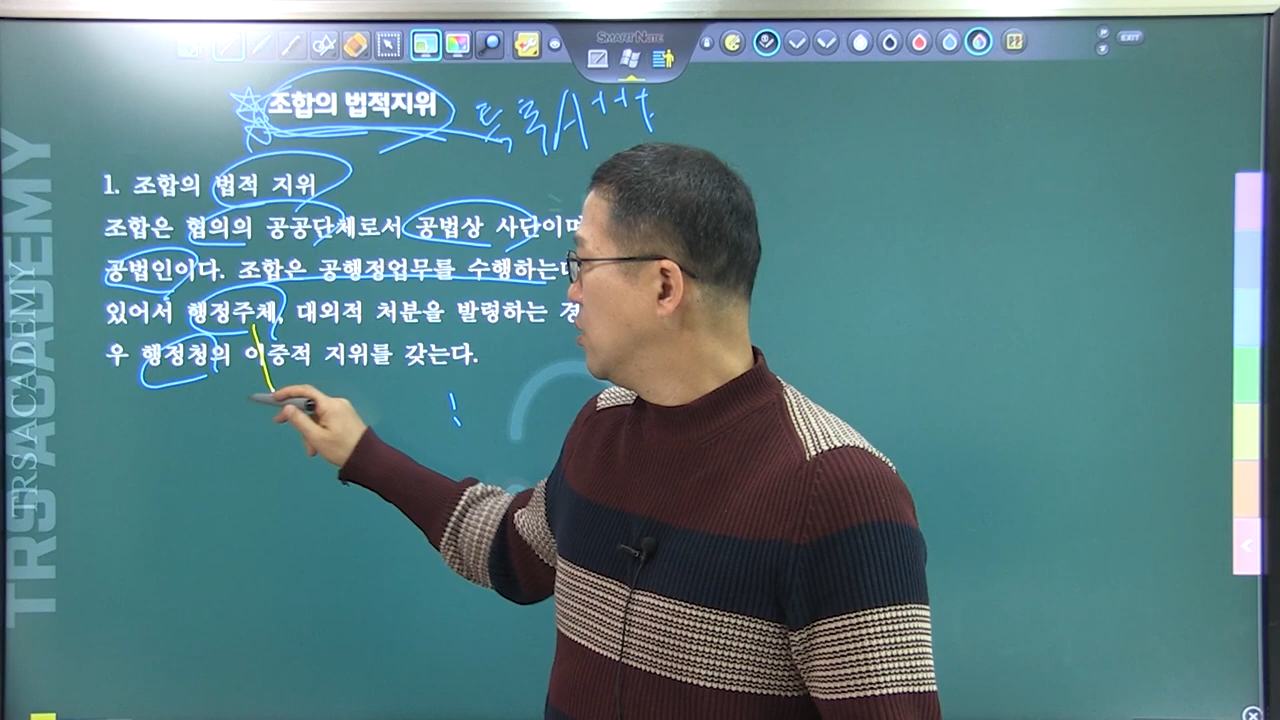 SMART NOTE
EXIT
조합의 법적지위
특 A+++
1. 조합의 법적 지위
조합은 협의의 공공단체로서 공법상 사단이며
공법인이다. 조합은 공행정업무를 수행하는데
있어서 행정주체, 대외적 처분을 발령하는 경
우 행정청의 이중적 지위를 갖는다.
TRS ACADEMY
TRSACADEMY